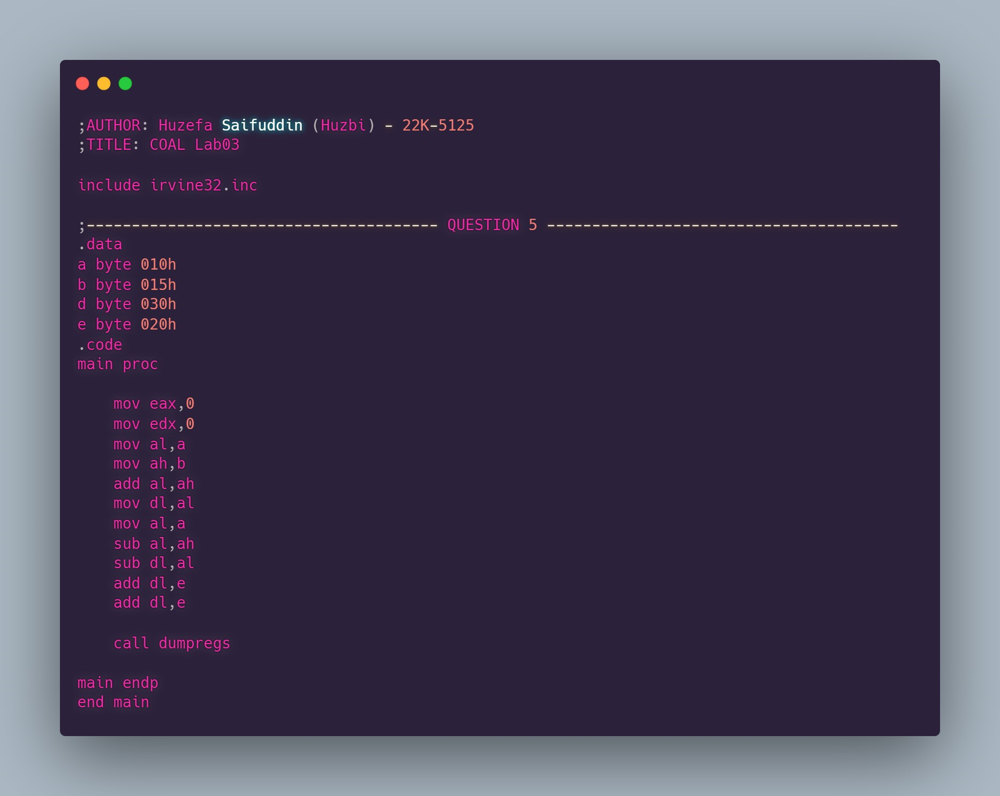 ;AUTHOR: Huzefa Saifuddin (Huzbi) - 22K-5125
;TITLE: COAL Lab03
include irvine32.inc
;--------------------------------------- QUESTION 5 ---------------------------------------
.data
a byte 010h
b byte 015h
d byte 030h
e byte 020h
.code
main proc
mov eax,0
mov edx,0
mov al,a
mov ah,b
add al,ah
mov dl,al
mov al,a
sub al,ah
sub dl,al
add dl,e
add dl,e
call dumpregs
main endp
end main